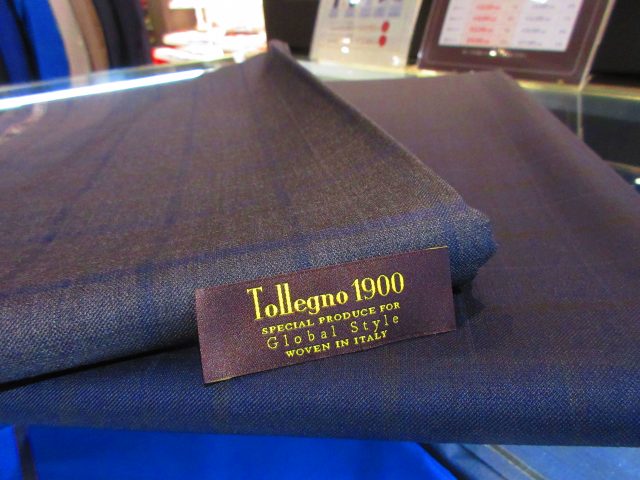 Tollegno 1900
SPECIAL PRODUCE FOR
Global Style
WOVEN IN ITALY